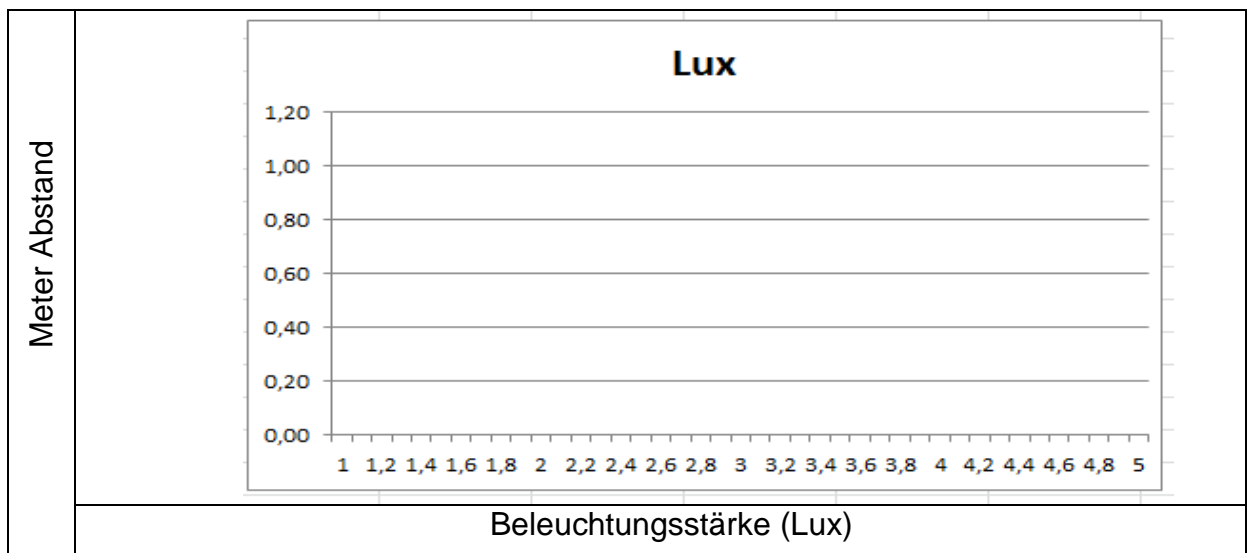 Meter Abstand
Lux
1,20
1,00
0,80
0,60
0,40
0,20
0,00
1 1,2 1,4 1,6 1,8 2 2,2 2,4 2,6 2,8 3 3,2 3,4 3,6 3,8 4 4,2 4,4 4,6 4,8 5
Beleuchtungsstärke (Lux)